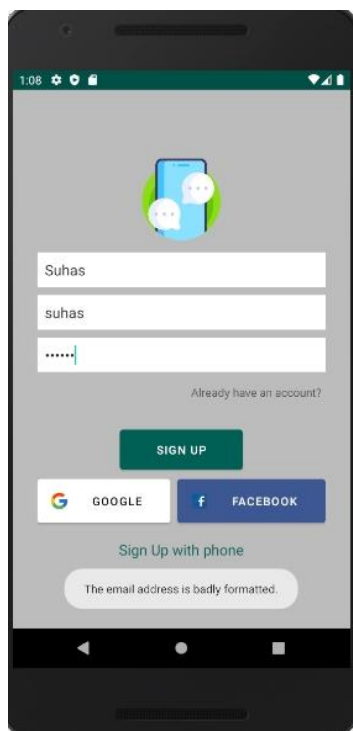 1:08
Suhas
suhas
••••••
Already have an account?
SIGN UP
G GOOGLE
f FACEBOOK
Sign Up with phone
The email address is badly formatted.